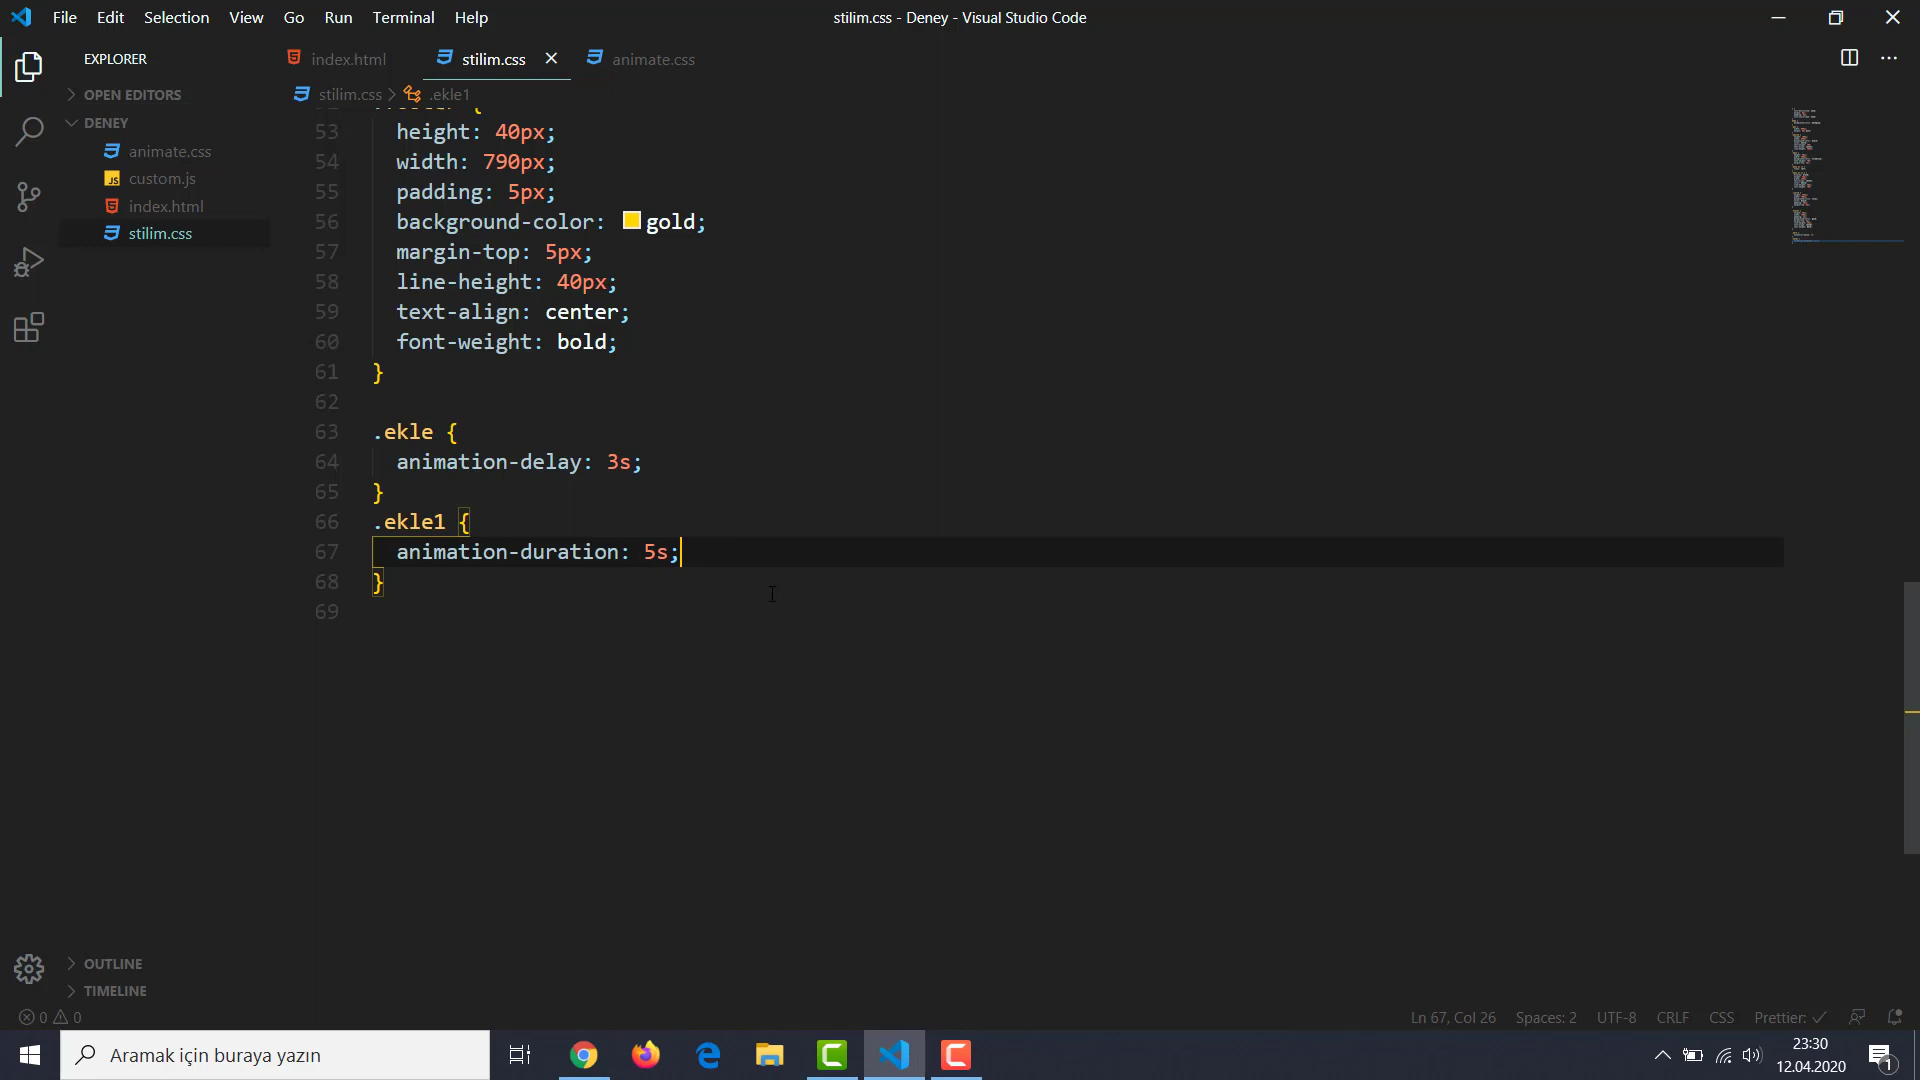 File Edit Selection View Go Run Terminal Help
stilim.css - Deney - Visual Studio Code
EXPLORER
index.html
stilim.css
animate.css
OPEN EDITORS
stilim.css > .ekle1
DENEY
animate.css
custom.js
index.html
stilim.css
53 height: 40px;
54 width: 790px;
55 padding: 5px;
56 background-color: gold;
57 margin-top: 5px;
58 line-height: 40px;
59 text-align: center;
60 font-weight: bold;
61 }
62
63 .ekle {
64 animation-delay: 3s;
65 }
66 .ekle1 {
67 animation-duration: 5s;
68 }
69
OUTLINE
TIMELINE
0 0
Ln 67, Col 26 Spaces: 2 UTF-8 CRLF CSS Prettier: ✓
Aramak için buraya yazın
23:30
12.04.2020
1